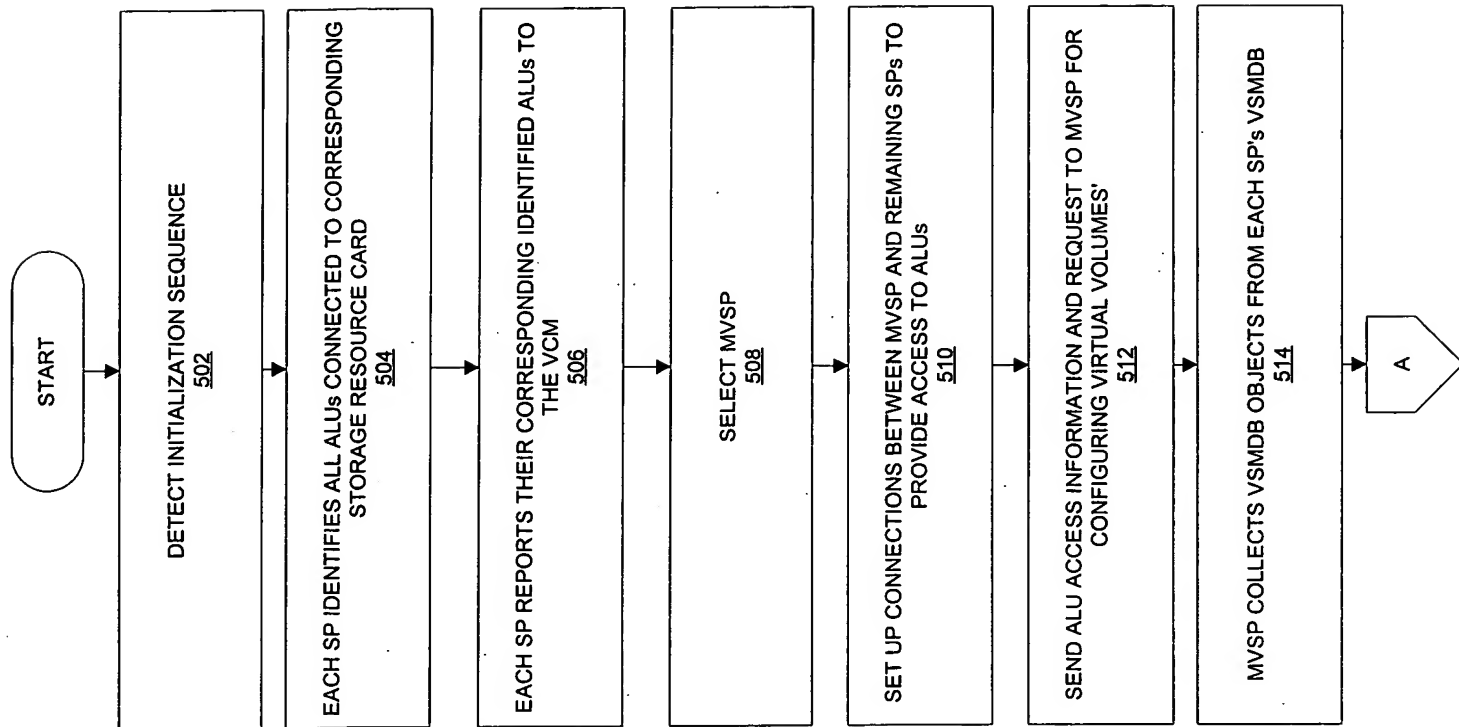 START
DETECT INITIALIZATION SEQUENCE
502
EACH SP IDENTIFIES ALL ALUs CONNECTED TO CORRESPONDING
STORAGE RESOURCE CARD
504
EACH SP REPORTS THEIR CORRESPONDING IDENTIFIED ALUs TO
THE VCM
506
SELECT MVSP
508
SET UP CONNECTIONS BETWEEN MVSP AND REMAINING SPs TO
PROVIDE ACCESS TO ALUs
510
SEND ALU ACCESS INFORMATION AND REQUEST TO MVSP FOR
CONFIGURING VIRTUAL VOLUMES'
512
MVSP COLLECTS VSMDB OBJECTS FROM EACH SP's VSMDB
514
A